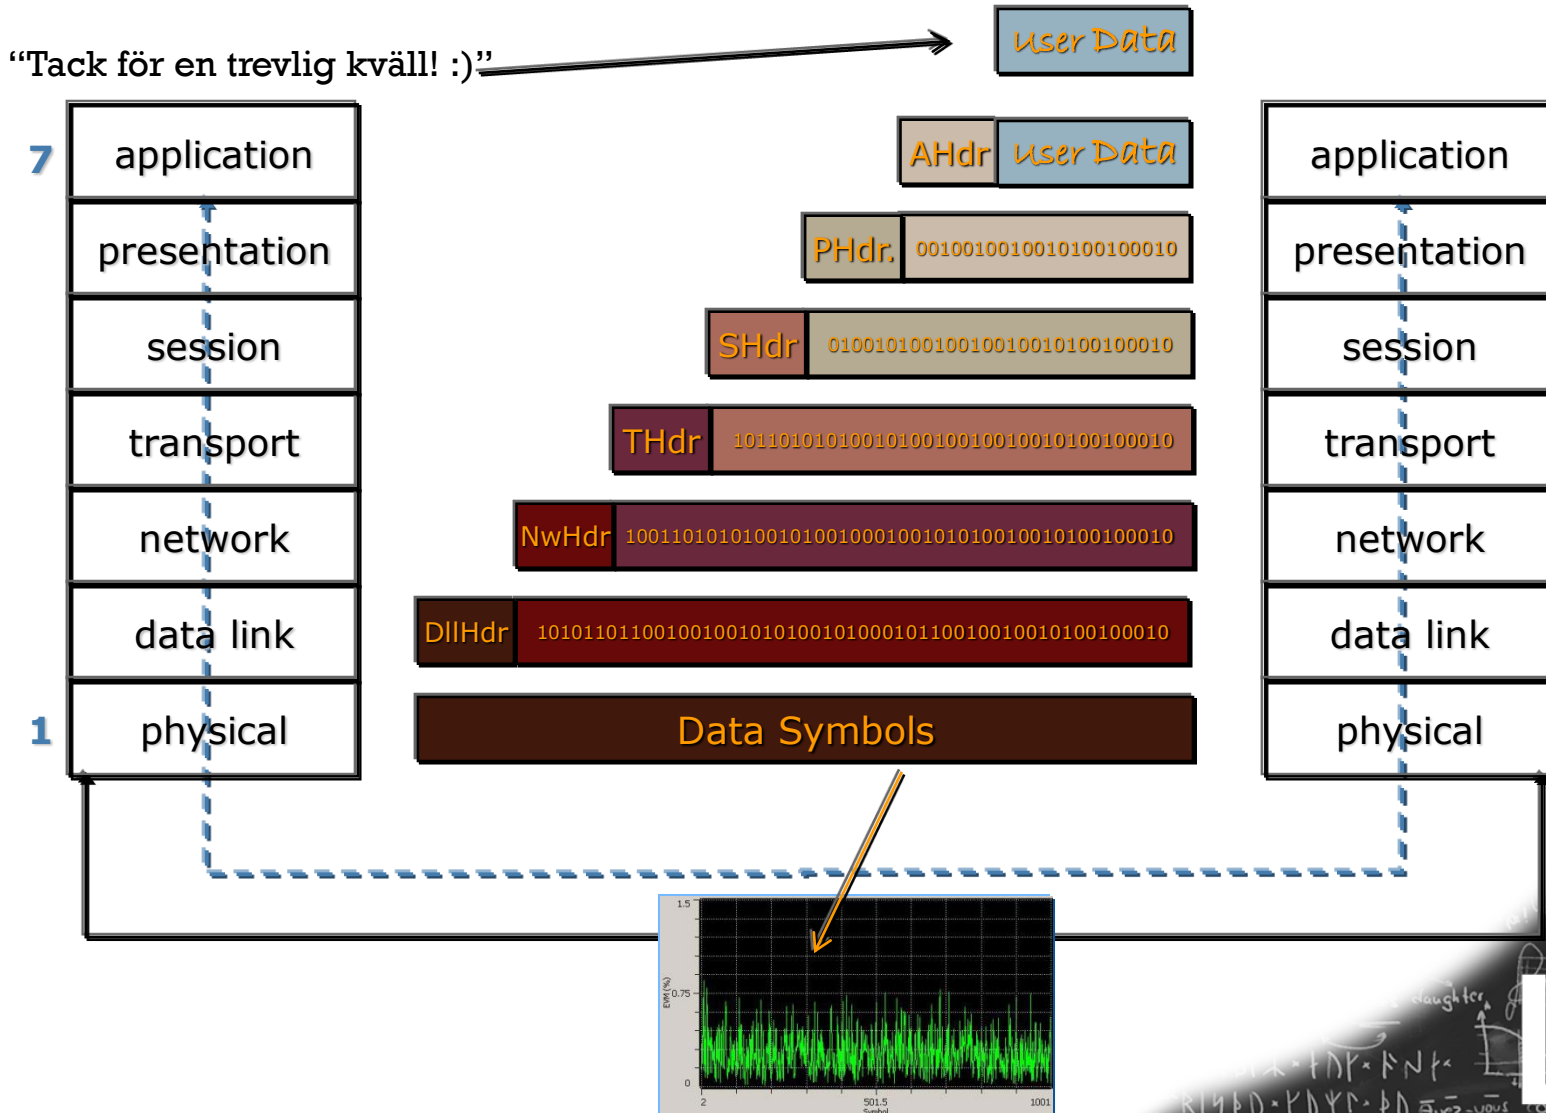 “Tack för en trevlig kväll! :)”
User Data
7
application
AHdr
User Data
application
presentation
PHdr.
0010010010010100100010
presentation
session
SHdr
01001010010010010010100100010
session
transport
THdr
1011010101001010010010010010100100010
transport
network
NwHdr
1001101010100101001000100101010010010100100010
network
data link
DllHdr
10101101100100100101010010100010110010010010100100010
data link
1
physical
Data Symbols
physical
1.5
EVM (%)
0.75
0
2
501.5
1001
Symbol
daughter